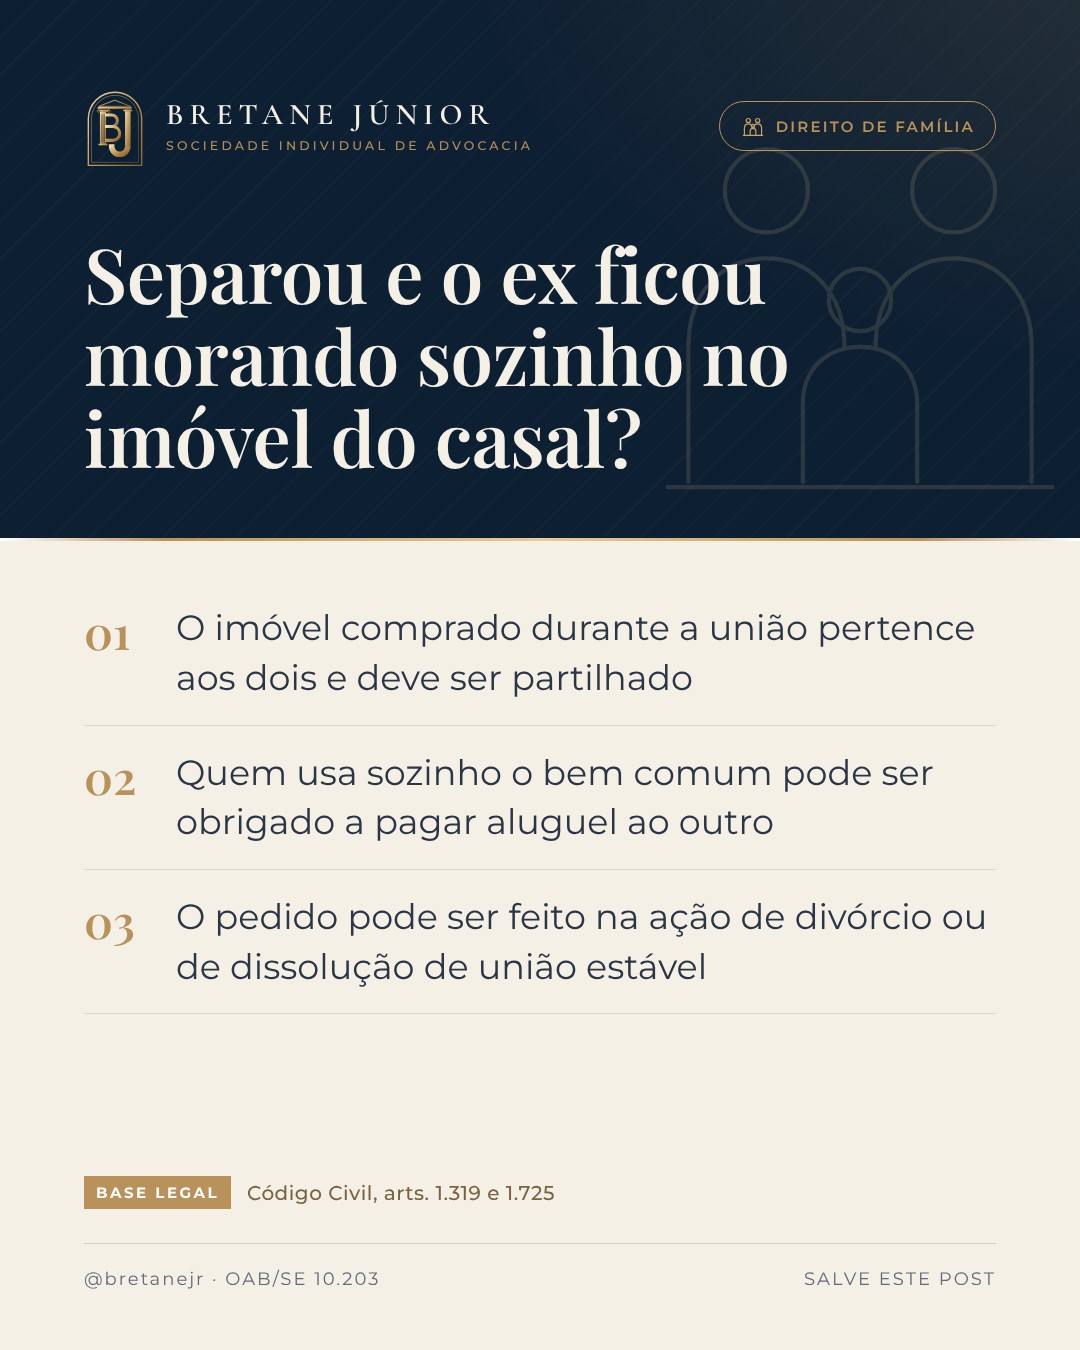 BRETANE JÚNIOR
SOCIEDADE INDIVIDUAL DE ADVOCACIA
DIREITO DE FAMÍLIA
Separou e o ex ficou
morando sozinho no
imóvel do casal?
01 O imóvel comprado durante a união pertence
aos dois e deve ser partilhado
02 Quem usa sozinho o bem comum pode ser
obrigado a pagar aluguel ao outro
03 O pedido pode ser feito na ação de divórcio ou
de dissolução de união estável
BASE LEGAL Código Civil, arts. 1.319 e 1.725
@bretanejr · OAB/SE 10.203
SALVE ESTE POST